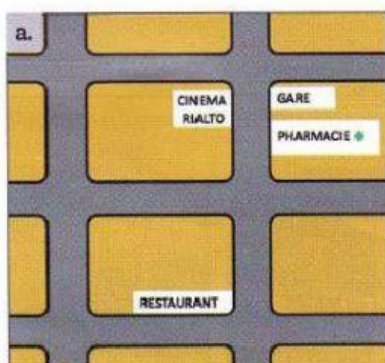 a.
CINEMA
RIALTO
GARE
PHARMACIE
RESTAURANT